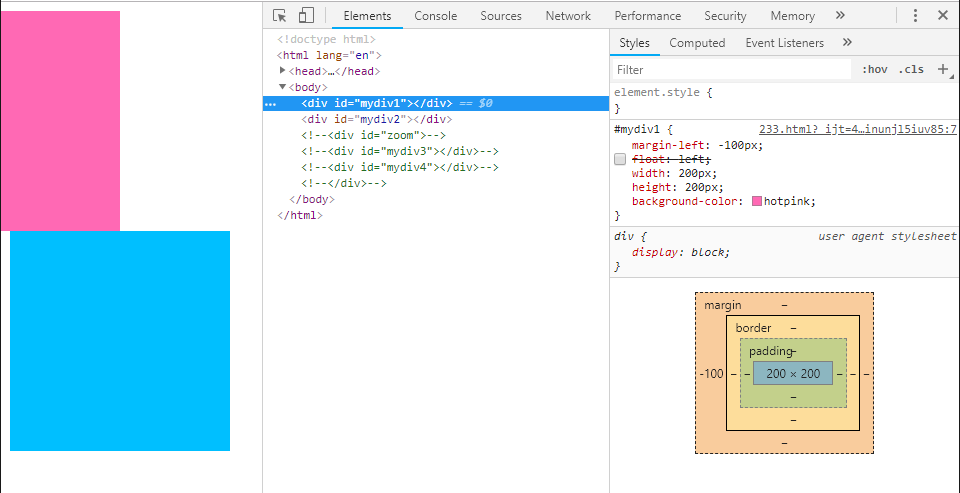 Elements Console Sources Network Performance Security Memory »
<!doctype html>
<html lang="en">
▶<head>…</head>
▼<body>
… <div id="mydiv1"></div> == $0
<div id="mydiv2"></div>
<!--<div id="zoom">-->
<!--<div id="mydiv3"></div>-->
<!--<div id="mydiv4"></div>-->
<!--</div>-->
</body>
</html>
Styles Computed Event Listeners »
Filter :hov .cls +
element.style {
}
#mydiv1 { 233.html?_ijt=4…inunjl5iuv85:7
margin-left: -100px;
float: left;
width: 200px;
height: 200px;
background-color: hotpink;
}
div { user agent stylesheet
display: block;
}
margin –
border –
padding –
-100 – – 200 × 200 – – –
–
–
–